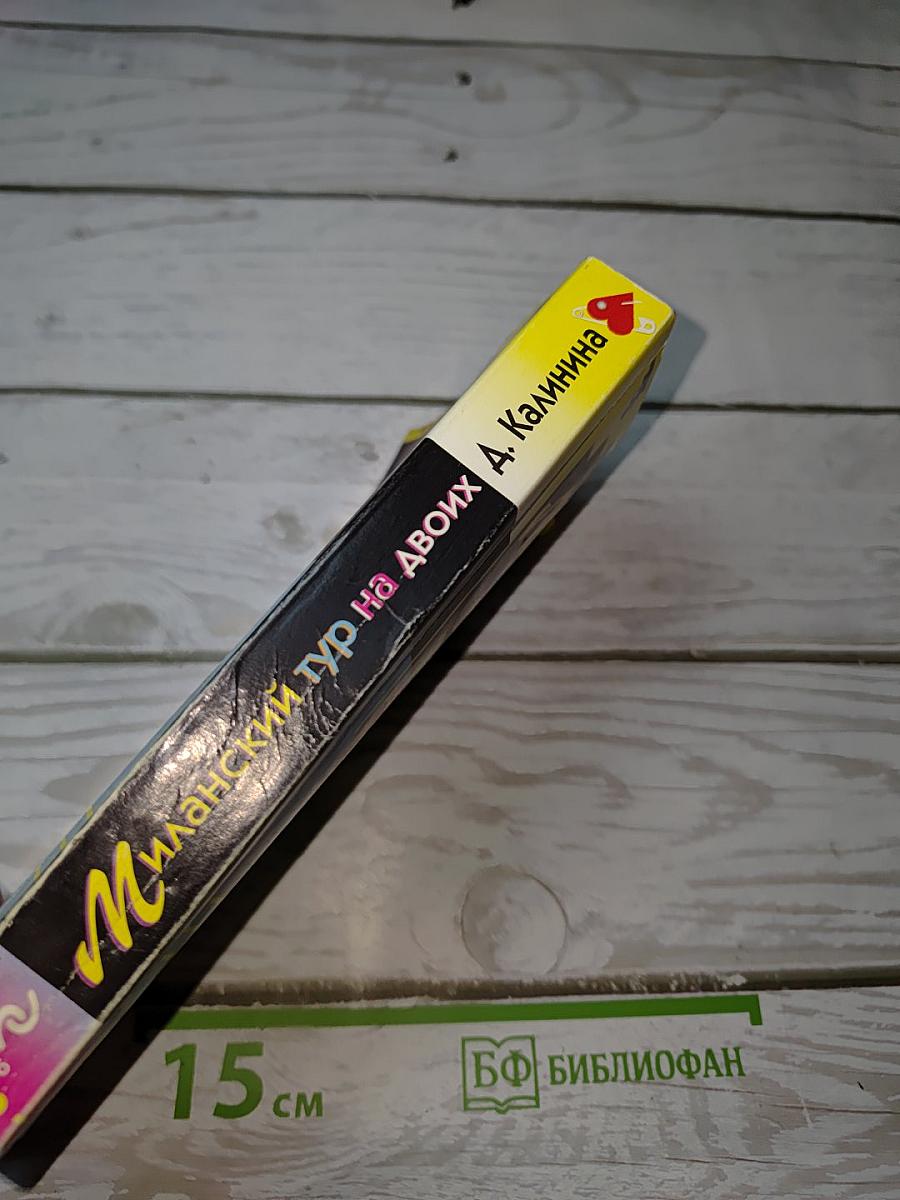 Д. Калинина
Миланский тур на двоих
15 см
БФ БИБЛИОФАН